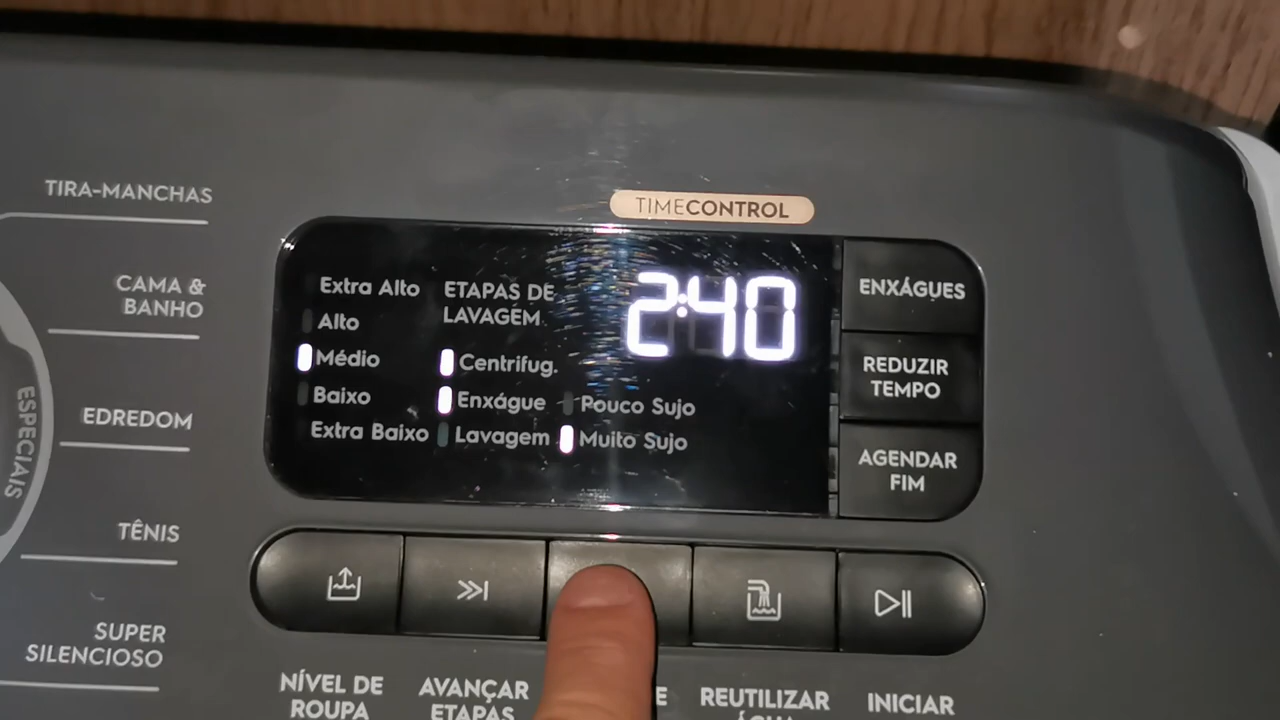 TIRA-MANCHAS
CAMA &
BANHO
EDREDOM
TÊNIS
SUPER
SILENCIOSO
ESPECIAIS
TIMECONTROL
Extra Alto
Alto
Médio
Baixo
Extra Baixo
ETAPAS DE
LAVAGEM
Centrifug.
Enxágue
Lavagem
Pouco Sujo
Muito Sujo
2:40
ENXÁGUES
REDUZIR
TEMPO
AGENDAR
FIM
NÍVEL DE
ROUPA
AVANÇAR
ETAPAS
REUTILIZAR
ÁGUA
INICIAR